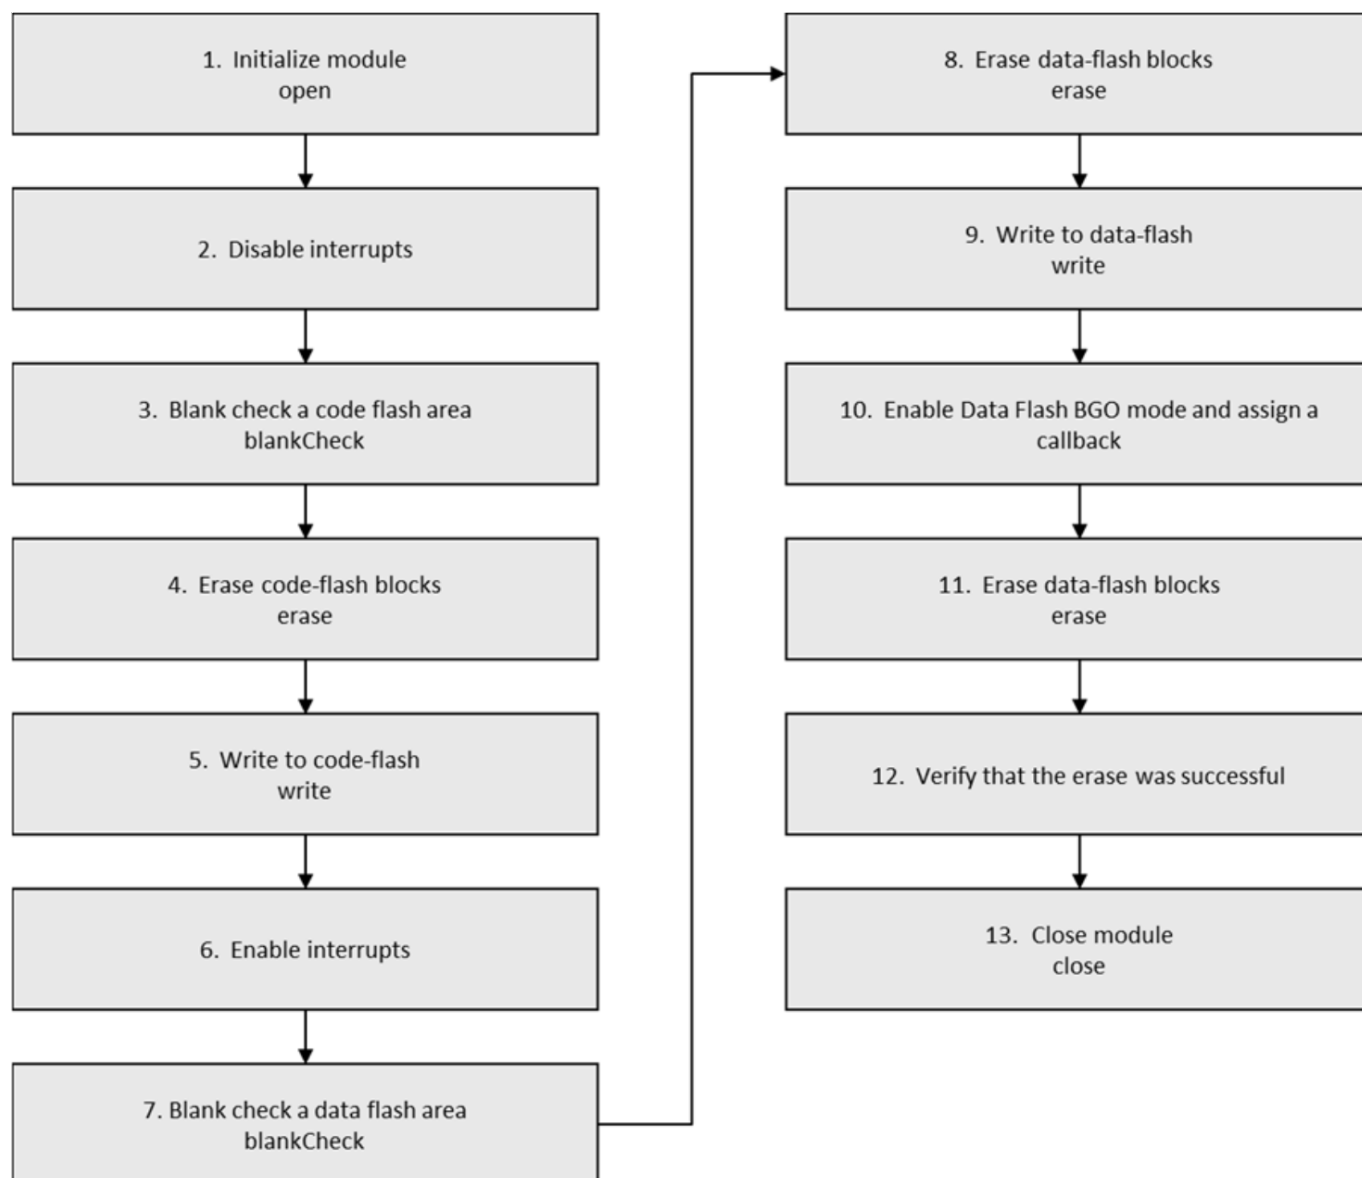 1. Initialize module
open
2. Disable interrupts
3. Blank check a code flash area
blankCheck
4. Erase code-flash blocks
erase
5. Write to code-flash
write
6. Enable interrupts
7. Blank check a data flash area
blankCheck
8. Erase data-flash blocks
erase
9. Write to data-flash
write
10. Enable Data Flash BGO mode and assign a
callback
11. Erase data-flash blocks
erase
12. Verify that the erase was successful
13. Close module
close